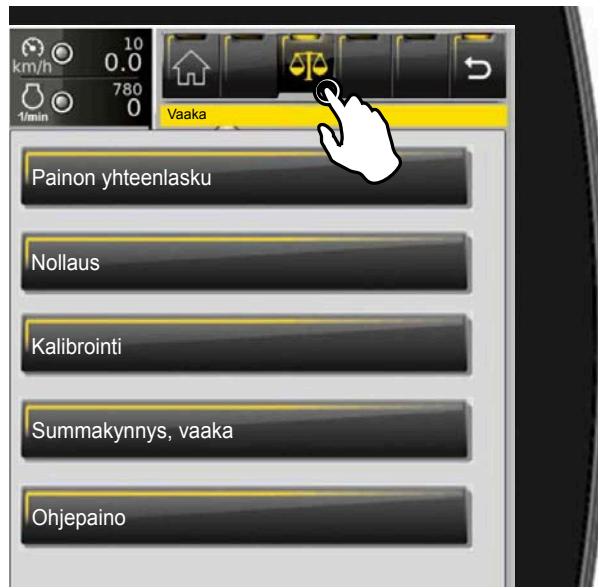 km/h 10
0.0
1/min 780
0
Vaaka
Painon yhteenlasku
Nollaus
Kalibrointi
Summakynnys, vaaka
Ohjepaino